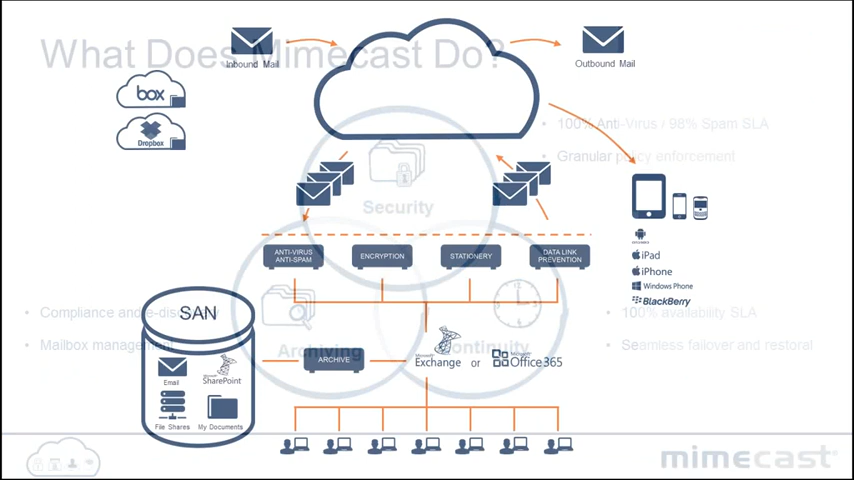 What Does Mimecast Do?
Inbound Mail
Outbound Mail
box
Dropbox
100% Anti-Virus / 98% Spam SLA
Granular policy enforcement
Security
ANTI-VIRUS
ANTI-SPAM
ENCRYPTION
STATIONERY
DATA LINK
PREVENTION
iPad
iPhone
Windows Phone
BlackBerry
SAN
Compliance and e-discovery
Mailbox management
100% availability SLA
Seamless failover and restoral
Archiving
Continuity
ARCHIVE
Microsoft
Exchange or
Microsoft
Office 365
Email
SharePoint
File Shares
My Documents
mimecast